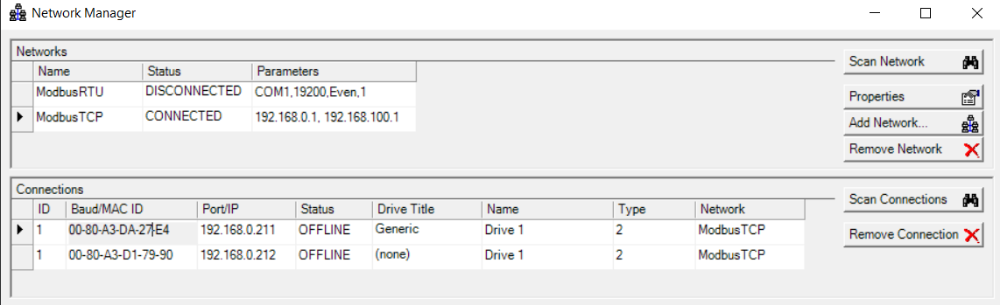 Network Manager
Networks
Scan Network
Name Status Parameters
ModbusRTU DISCONNECTED COM1,19200,Even,1
Properties
ModbusTCP CONNECTED 192.168.0.1, 192.168.100.1
Add Network...
Remove Network
Connections
Scan Connections
ID Baud/MAC ID Port/IP Status Drive Title Name Type Network
1 00-80-A3-DA-27-E4 192.168.0.211 OFFLINE Generic Drive 1 2 ModbusTCP
Remove Connection
1 00-80-A3-D1-79-90 192.168.0.212 OFFLINE (none) Drive 1 2 ModbusTCP